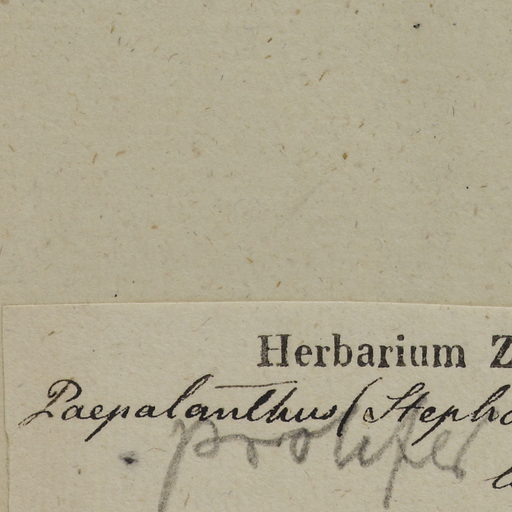 Herbarium Z
Paepalanthus (Stepha
prolifer